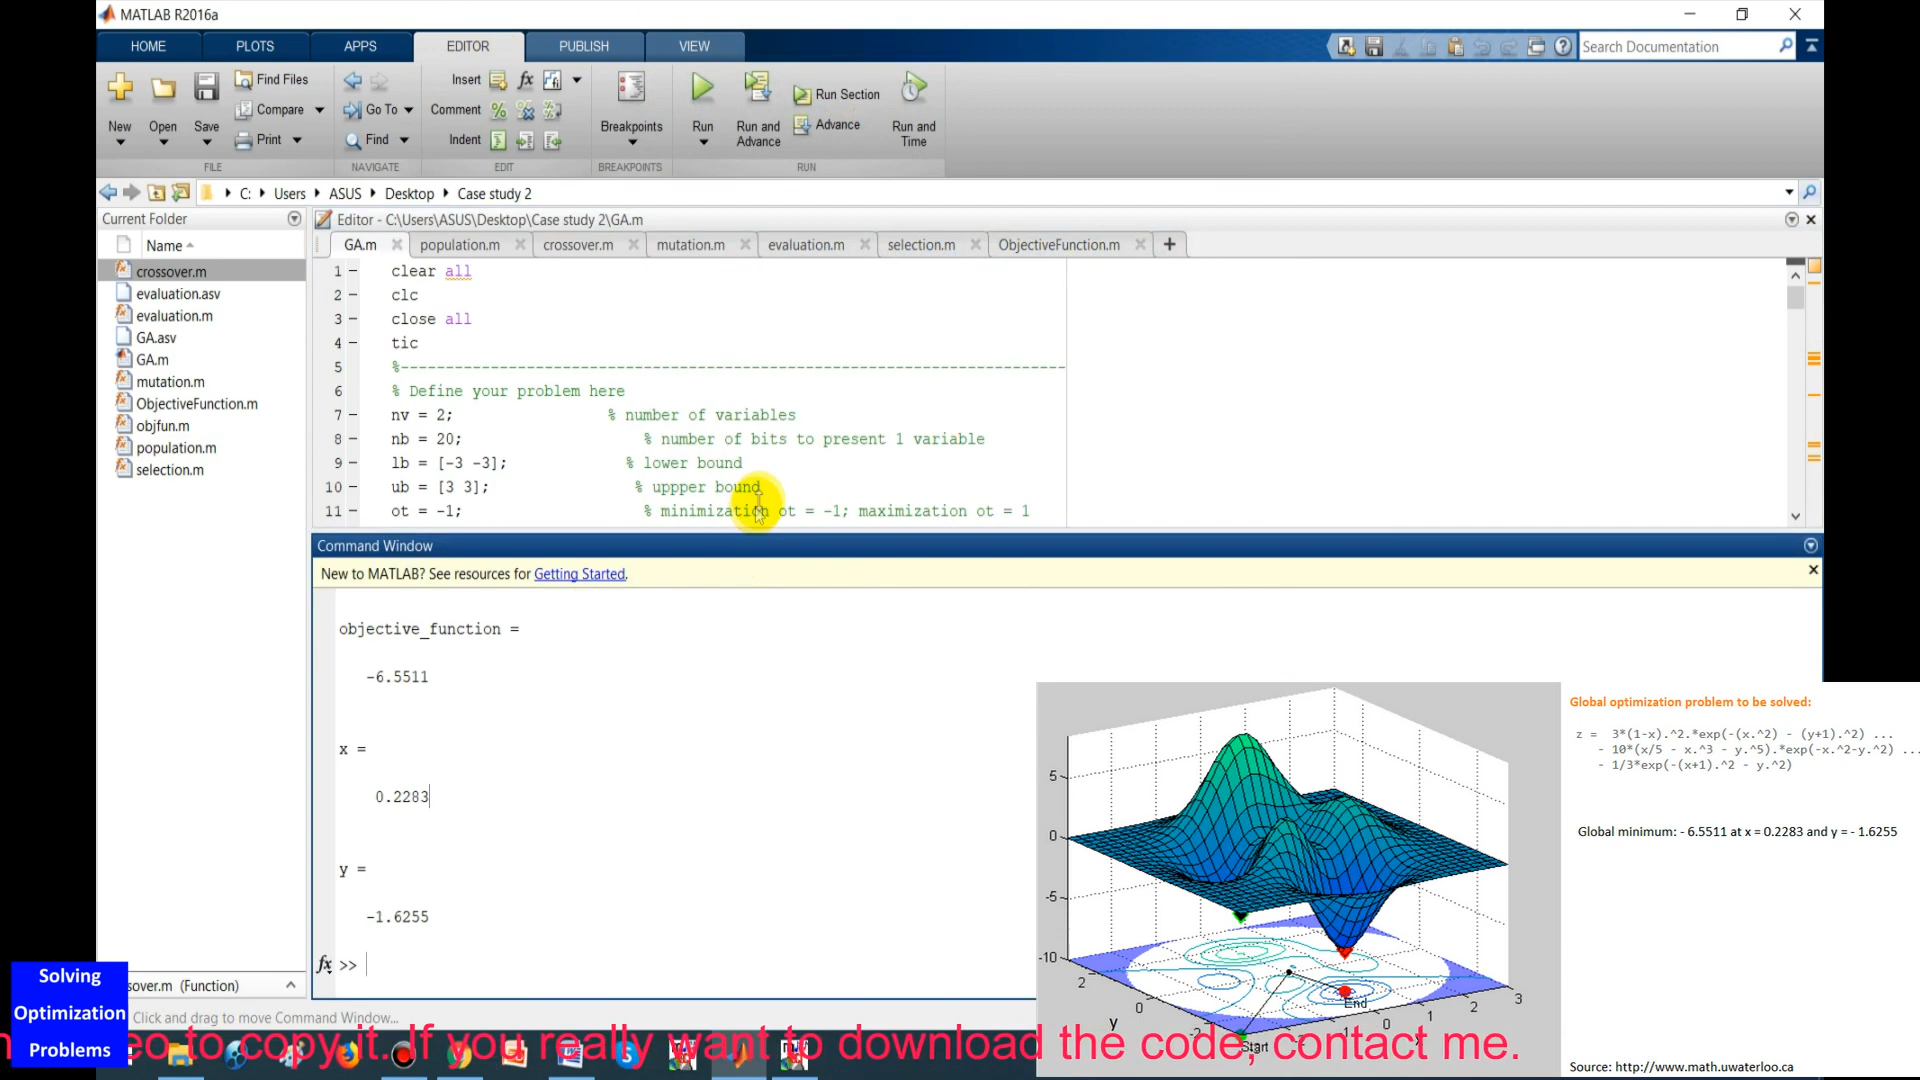 MATLAB R2016a
HOME PLOTS APPS EDITOR PUBLISH VIEW
Search Documentation
New Open Save
Find Files
Compare
Print
FILE
Go To
Find
NAVIGATE
Insert fx
Comment %
Indent
EDIT
Breakpoints
BREAKPOINTS
Run
Run and
Advance
Run Section
Advance
Run and
Time
RUN
C: Users ASUS Desktop Case study 2
Current Folder
Name
crossover.m
evaluation.asv
evaluation.m
GA.asv
GA.m
mutation.m
ObjectiveFunction.m
objfun.m
population.m
selection.m
sover.m (Function)
Editor - C:\Users\ASUS\Desktop\Case study 2\GA.m
GA.m population.m crossover.m mutation.m evaluation.m selection.m ObjectiveFunction.m
1 - clear all
2 - clc
3 - close all
4 - tic
5 %--------------------------------------------------------------------------
6 % Define your problem here
7 - nv = 2; % number of variables
8 - nb = 20; % number of bits to present 1 variable
9 - lb = [-3 -3]; % lower bound
10 - ub = [3 3]; % uppper bound
11 - ot = -1; % minimization ot = -1; maximization ot = 1
Command Window
New to MATLAB? See resources for Getting Started.
objective_function =
-6.5511
x =
0.2283
y =
-1.6255
fx >>
Click and drag to move Command Window...
5
0
-5
-10
2
0
-2
y
-1
0
1
2
3
x
Start
End
Global optimization problem to be solved:
z = 3*(1-x).^2.*exp(-(x.^2) - (y+1).^2) ...
- 10*(x/5 - x.^3 - y.^5).*exp(-x.^2-y.^2) ...
- 1/3*exp(-(x+1).^2 - y.^2)
Global minimum: - 6.5511 at x = 0.2283 and y = - 1.6255
Source: http://www.math.uwaterloo.ca
Solving
Optimization
Problems
eo to copy it. If you really want to download the code, contact me.